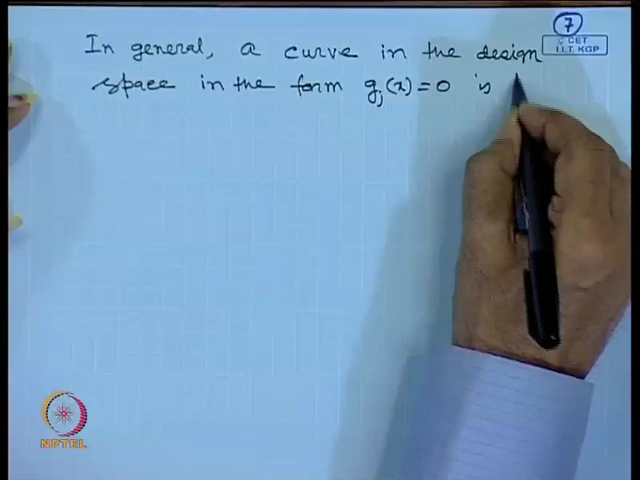 7
© CET
I.I.T. KGP
In general, a curve in the design
space in the form gj(x) = 0 is
NPTEL